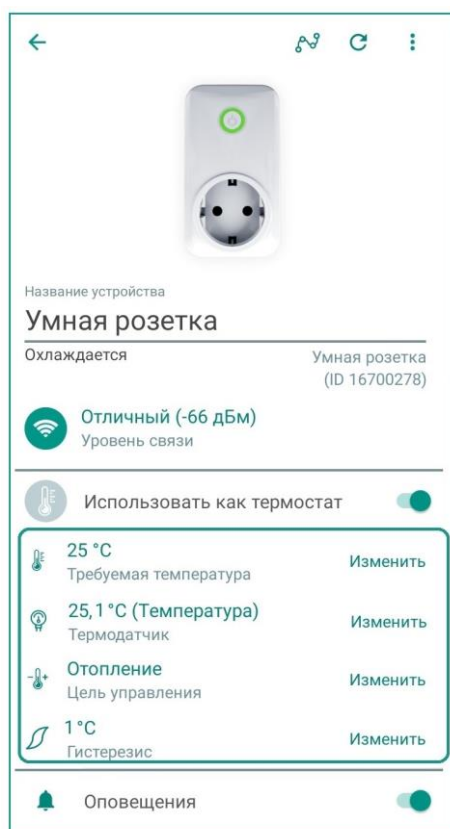 Название устройства
Умная розетка
Охлаждается
Умная розетка
(ID 16700278)
Отличный (-66 дБм)
Уровень связи
Использовать как термостат
25 °C
Требуемая температура
Изменить
25,1 °C (Температура)
Термодатчик
Изменить
Отопление
Цель управления
Изменить
1 °C
Гистерезис
Изменить
Оповещения